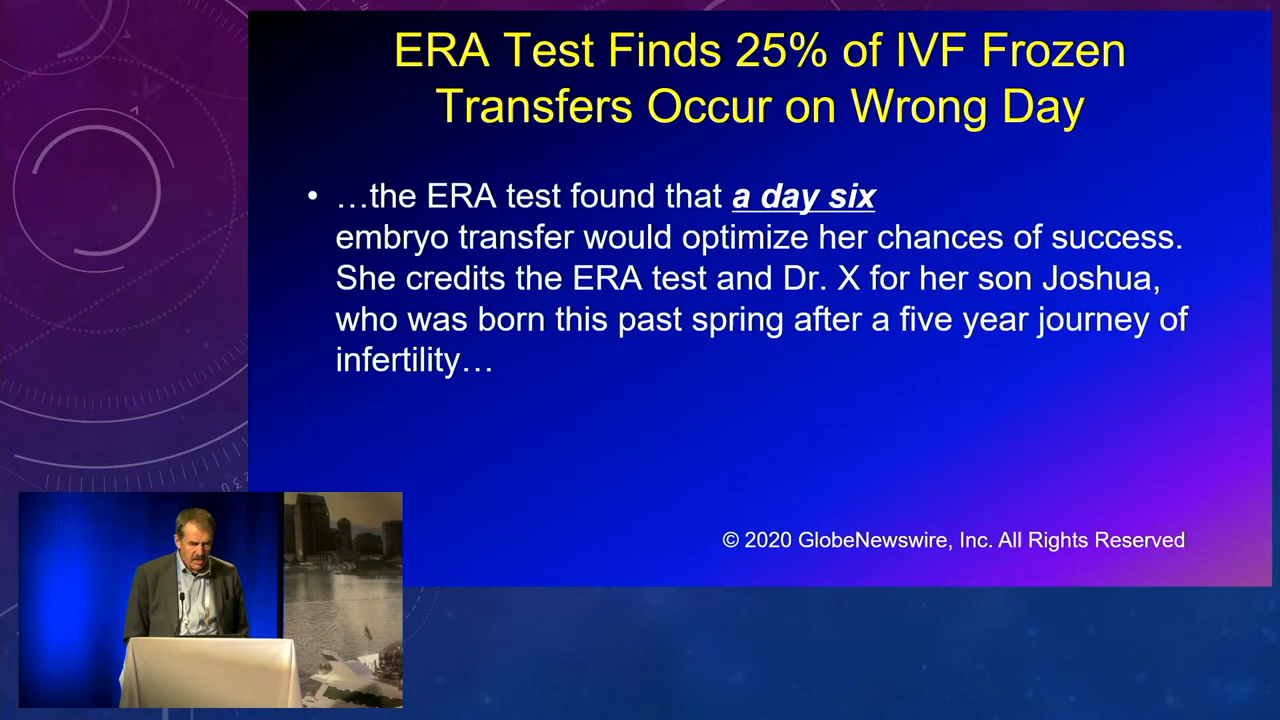 ERA Test Finds 25% of IVF Frozen
Transfers Occur on Wrong Day
• …the ERA test found that a day six
embryo transfer would optimize her chances of success.
She credits the ERA test and Dr. X for her son Joshua,
who was born this past spring after a five year journey of
infertility…
© 2020 GlobeNewswire, Inc. All Rights Reserved